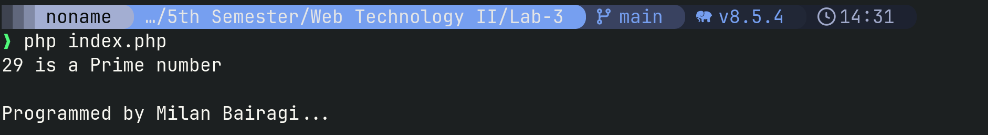 noname …/5th Semester/Web Technology II/Lab-3 main v8.5.4 14:31
❯ php index.php
29 is a Prime number
Programmed by Milan Bairagi...